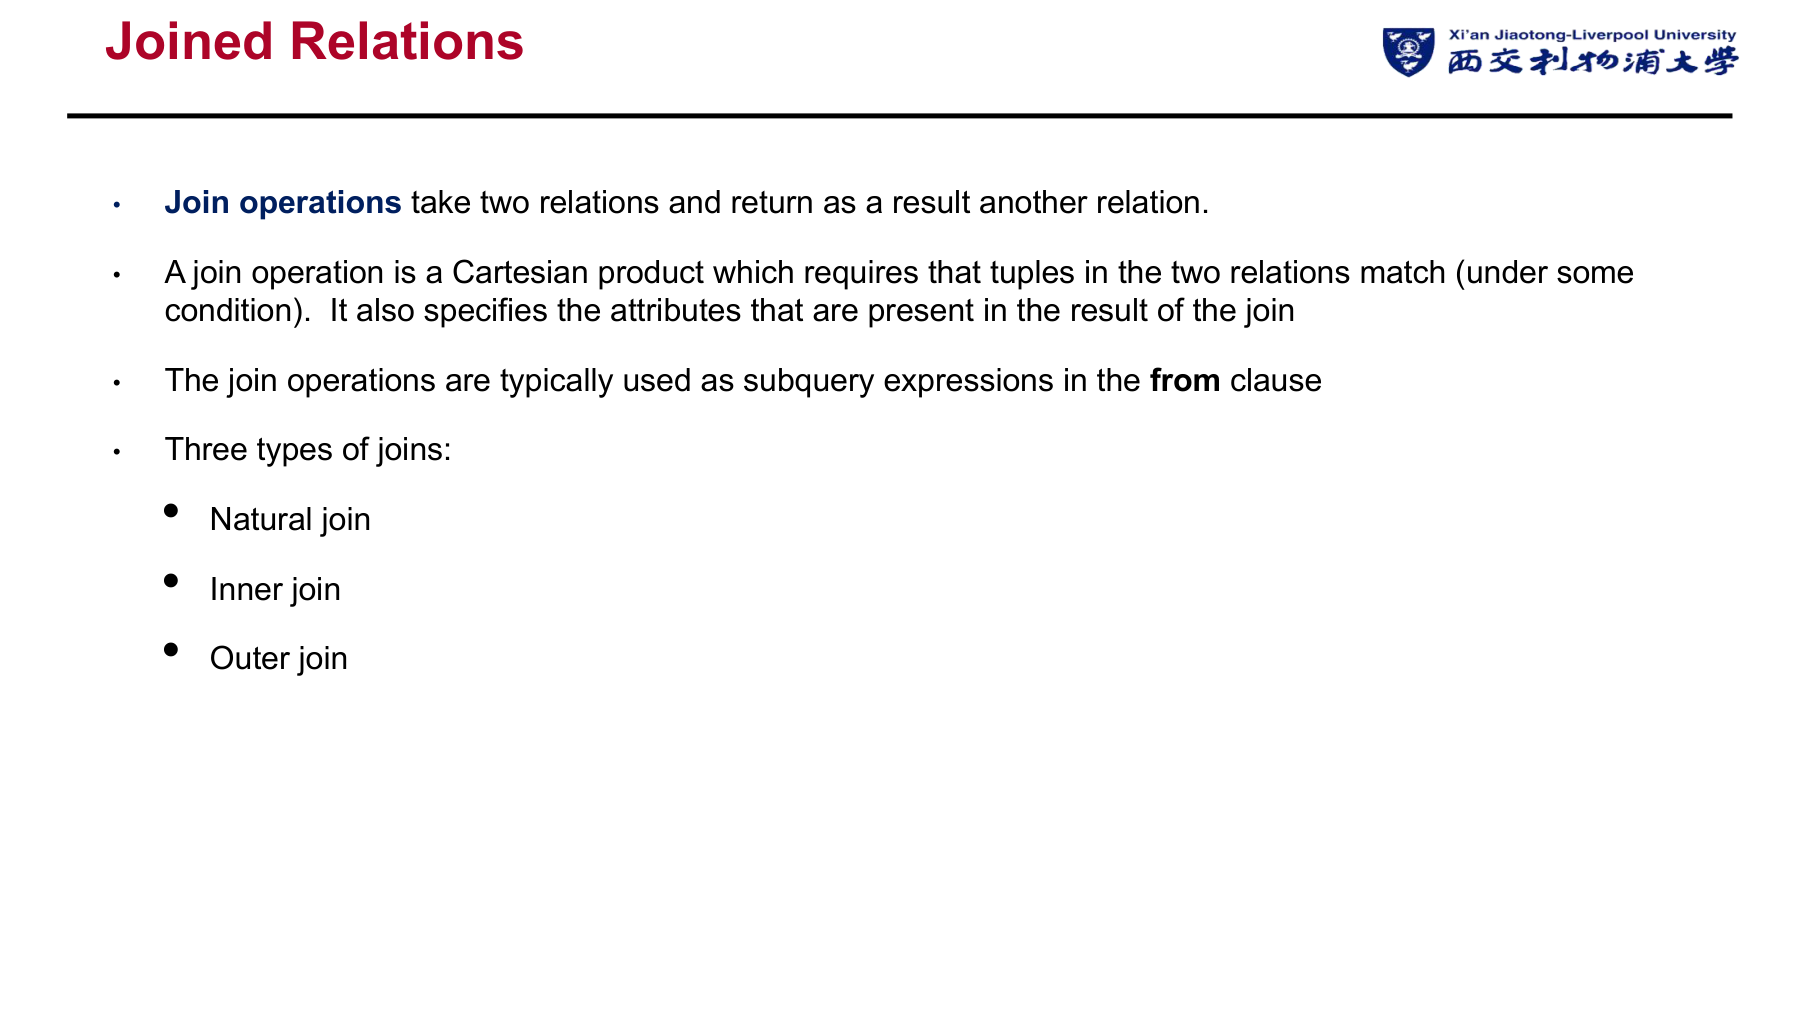 Joined Relations
Xi'an Jiaotong-Liverpool University
西交利物浦大學
• Join operations take two relations and return as a result another relation.
• A join operation is a Cartesian product which requires that tuples in the two relations match (under some
condition).  It also specifies the attributes that are present in the result of the join
• The join operations are typically used as subquery expressions in the from clause
• Three types of joins:
• Natural join
• Inner join
• Outer join